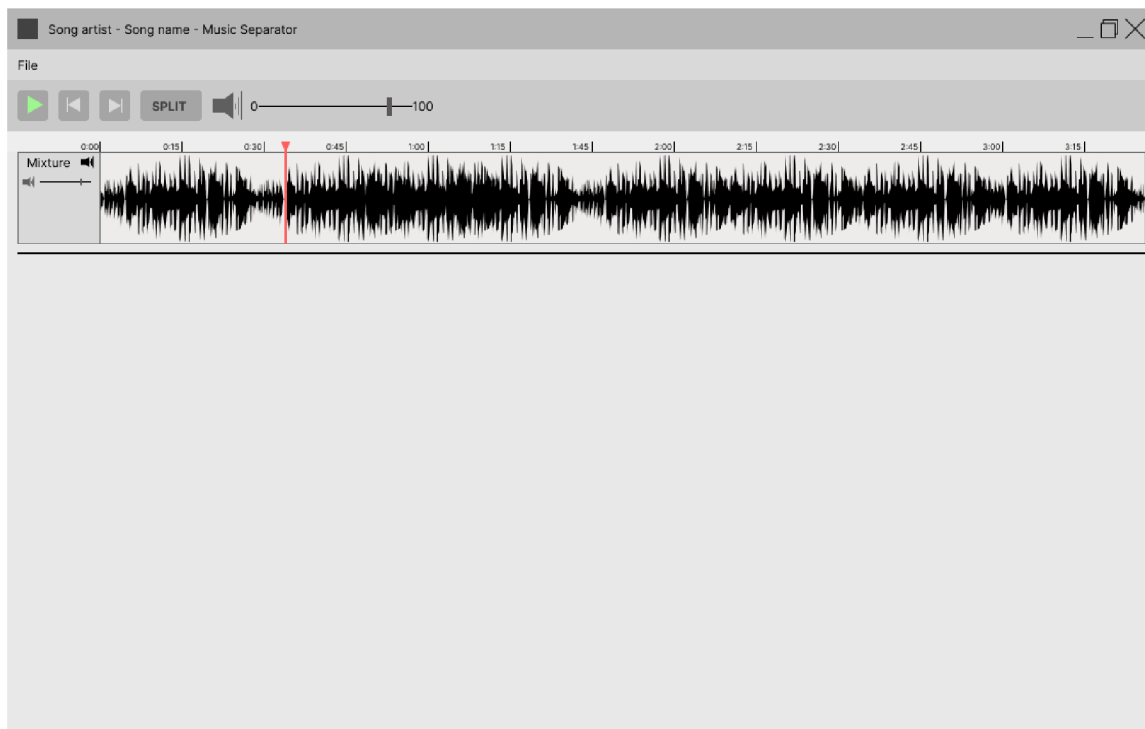 Song artist - Song name - Music Separator
File
SPLIT 0 100
0:00 0:15 0:30 0:45 1:00 1:15 1:45 2:00 2:15 2:30 2:45 3:00 3:15
Mixture